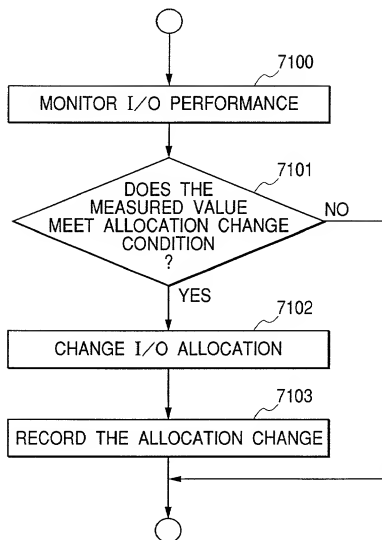 7100
MONITOR I/O PERFORMANCE
7101
DOES THE
MEASURED VALUE
MEET ALLOCATION CHANGE
CONDITION
?
NO
YES
7102
CHANGE I/O ALLOCATION
7103
RECORD THE ALLOCATION CHANGE